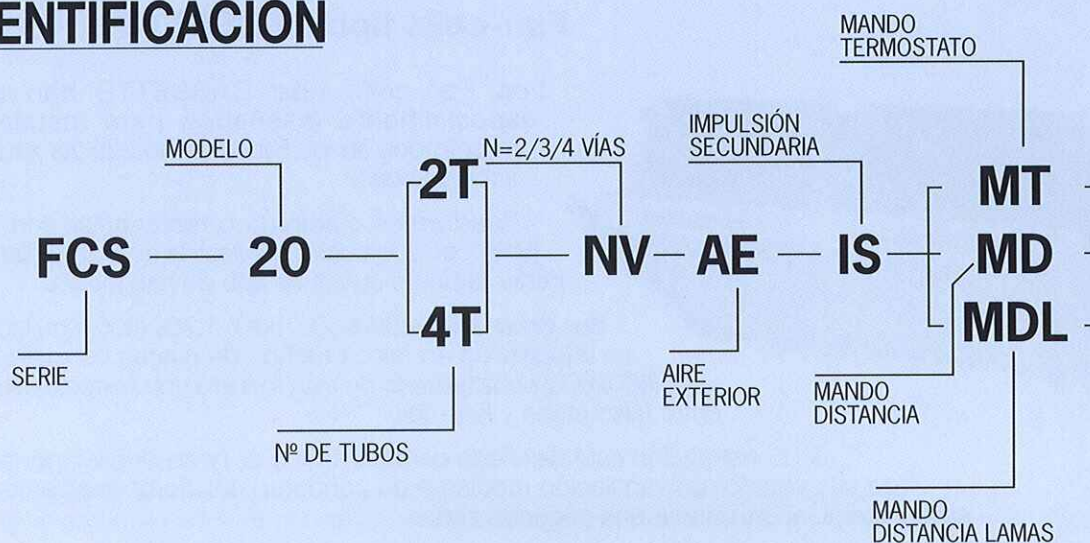 ENTIFICACION
MANDO
TERMOSTATO
MODELO
N=2/3/4 VÍAS
IMPULSIÓN
SECUNDARIA
2T
MT
FCS 20 NV AE IS MD
4T
MDL
SERIE
AIRE
EXTERIOR
MANDO
DISTANCIA
Nº DE TUBOS
MANDO
DISTANCIA LAMAS